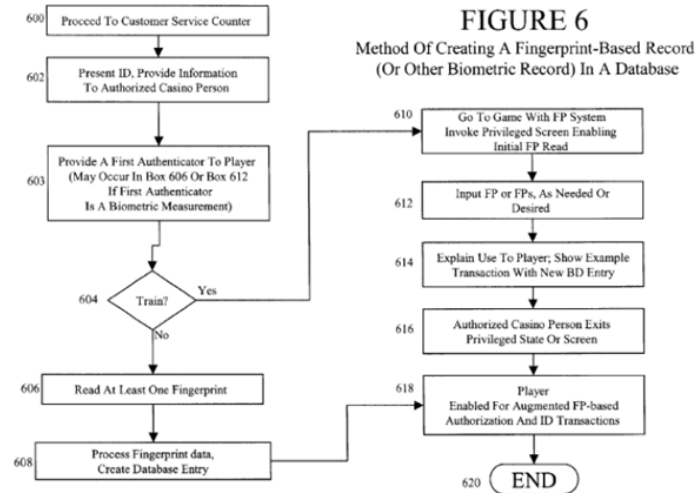 FIGURE 6
Method Of Creating A Fingerprint-Based Record
(Or Other Biometric Record) In A Database
600
Proceed To Customer Service Counter
602
Present ID, Provide Information
To Authorized Casino Person
603
Provide A First Authenticator To Player
(May Occur In Box 606 Or Box 612
If First Authenticator
Is A Biometric Measurement)
604
Train?
Yes
No
606
Read At Least One Fingerprint
608
Process Fingerprint data,
Create Database Entry
610
Go To Game With FP System
Invoke Privileged Screen Enabling
Initial FP Read
612
Input FP or FPs, As Needed Or
Desired
614
Explain Use To Player; Show Example
Transaction With New BD Entry
616
Authorized Casino Person Exits
Privileged State Or Screen
618
Player
Enabled For Augmented FP-based
Authorization And ID Transactions
620
END